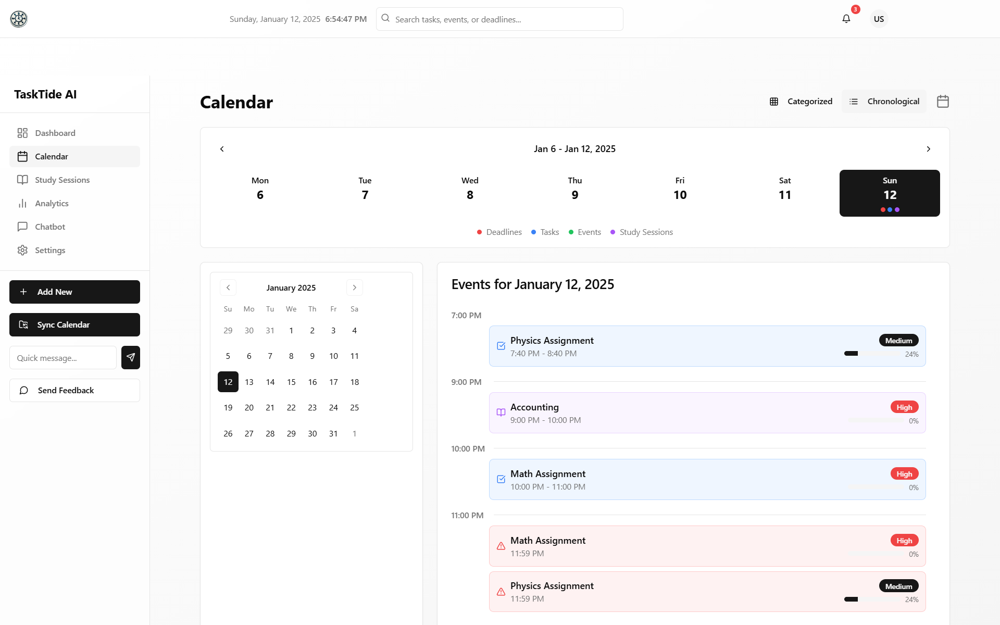 Sunday, January 12, 2025 6:54:47 PM
Search tasks, events, or deadlines...
3
US
TaskTide AI
Dashboard
Calendar
Study Sessions
Analytics
Chatbot
Settings
Add New
Sync Calendar
Quick message...
Send Feedback
Calendar
Categorized
Chronological
Jan 6 - Jan 12, 2025
Mon Tue Wed Thu Fri Sat Sun
6 7 8 9 10 11 12
Deadlines Tasks Events Study Sessions
January 2025
Su Mo Tu We Th Fr Sa
29 30 31 1 2 3 4
5 6 7 8 9 10 11
12 13 14 15 16 17 18
19 20 21 22 23 24 25
26 27 28 29 30 31 1
Events for January 12, 2025
7:00 PM
Physics Assignment
Medium
7:40 PM - 8:40 PM
24%
9:00 PM
Accounting
High
9:00 PM - 10:00 PM
0%
10:00 PM
Math Assignment
High
10:00 PM - 11:00 PM
0%
11:00 PM
Math Assignment
High
11:59 PM
0%
Physics Assignment
Medium
11:59 PM
24%